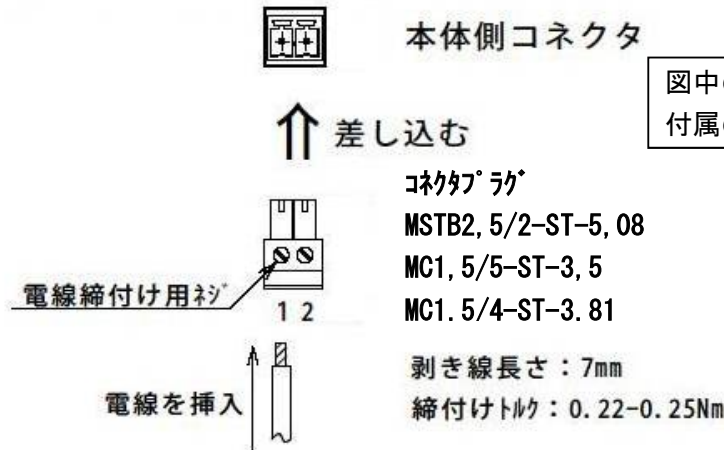 本体側コネクタ
図中
付属
差し込む
コネクタプラグ
MSTB2,5/2-ST-5,08
MC1,5/5-ST-3,5
MC1.5/4-ST-3.81
電線締付け用ネジ
1 2
剥き線長さ：7mm
電線を挿入
締付けトルク：0.22-0.25Nm